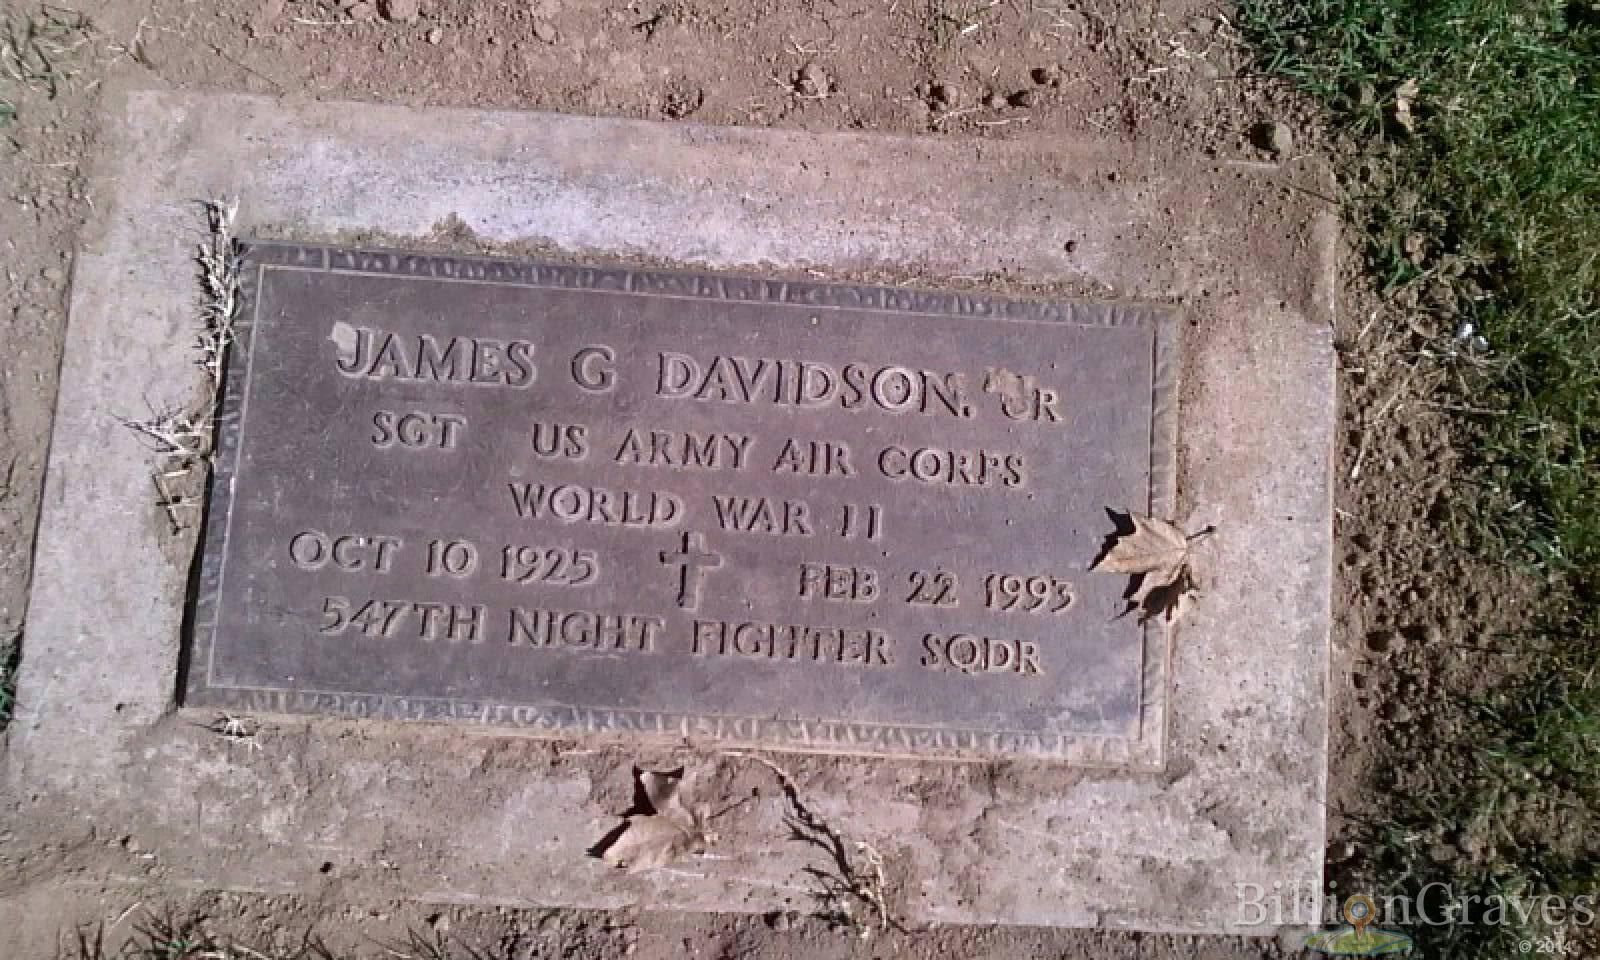 JAMES G DAVIDSON, JR
SGT US ARMY AIR CORPS
WORLD WAR II
OCT 10 1925 FEB 22 1993
547TH NIGHT FIGHTER SQDR
BillionGraves
© 2014